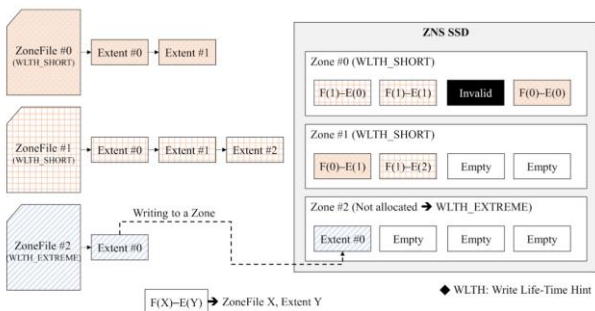 ZNS SSD
ZoneFile #0
(WLTH_SHORT)
Extent #0
Extent #1
Zone #0 (WLTH_SHORT)
F(1)–E(0)
F(1)–E(1)
Invalid
F(0)–E(0)
ZoneFile #1
(WLTH_SHORT)
Extent #0
Extent #1
Extent #2
Zone #1 (WLTH_SHORT)
F(0)–E(1)
F(1)–E(2)
Empty
Empty
ZoneFile #2
(WLTH_EXTREME)
Extent #0
Writing to a Zone
Zone #2 (Not allocated ➔ WLTH_EXTREME)
Extent #0
Empty
Empty
Empty
F(X)–E(Y) ➔ ZoneFile X, Extent Y
◆ WLTH: Write Life-Time Hint